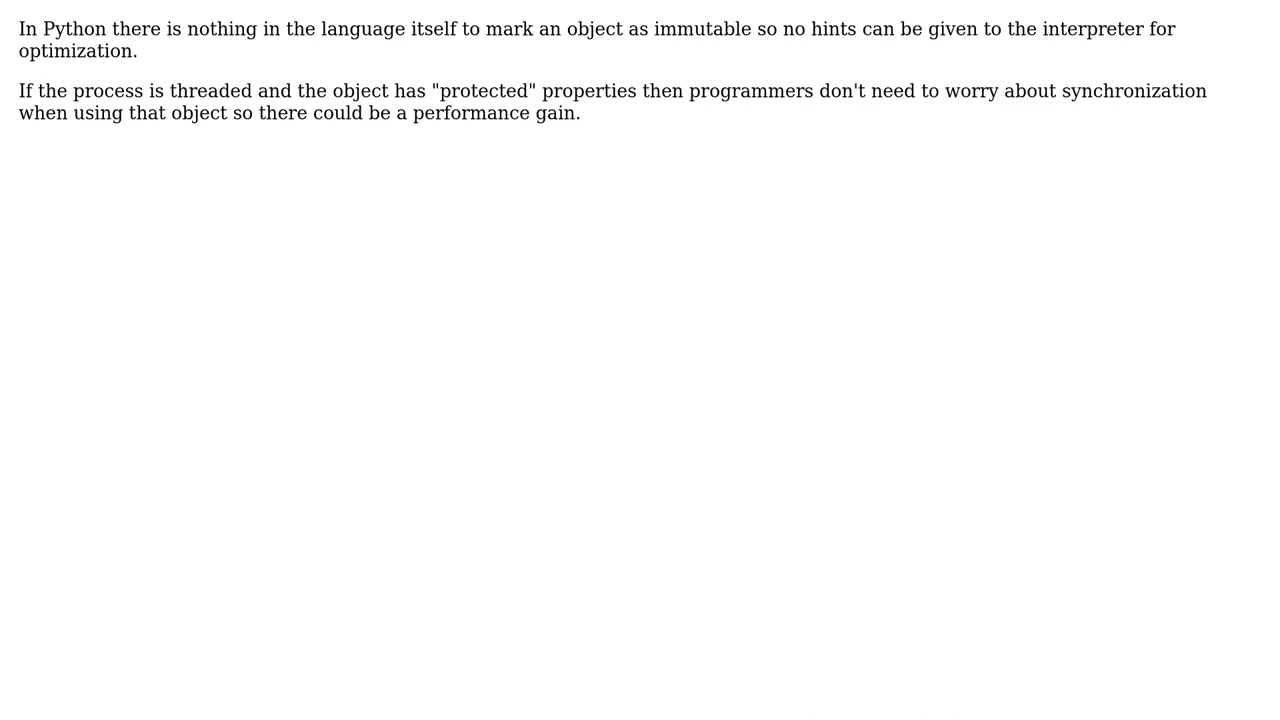 In Python there is nothing in the language itself to mark an object as immutable so no hints can be given to the interpreter for
optimization.
If the process is threaded and the object has "protected" properties then programmers don't need to worry about synchronization
when using that object so there could be a performance gain.